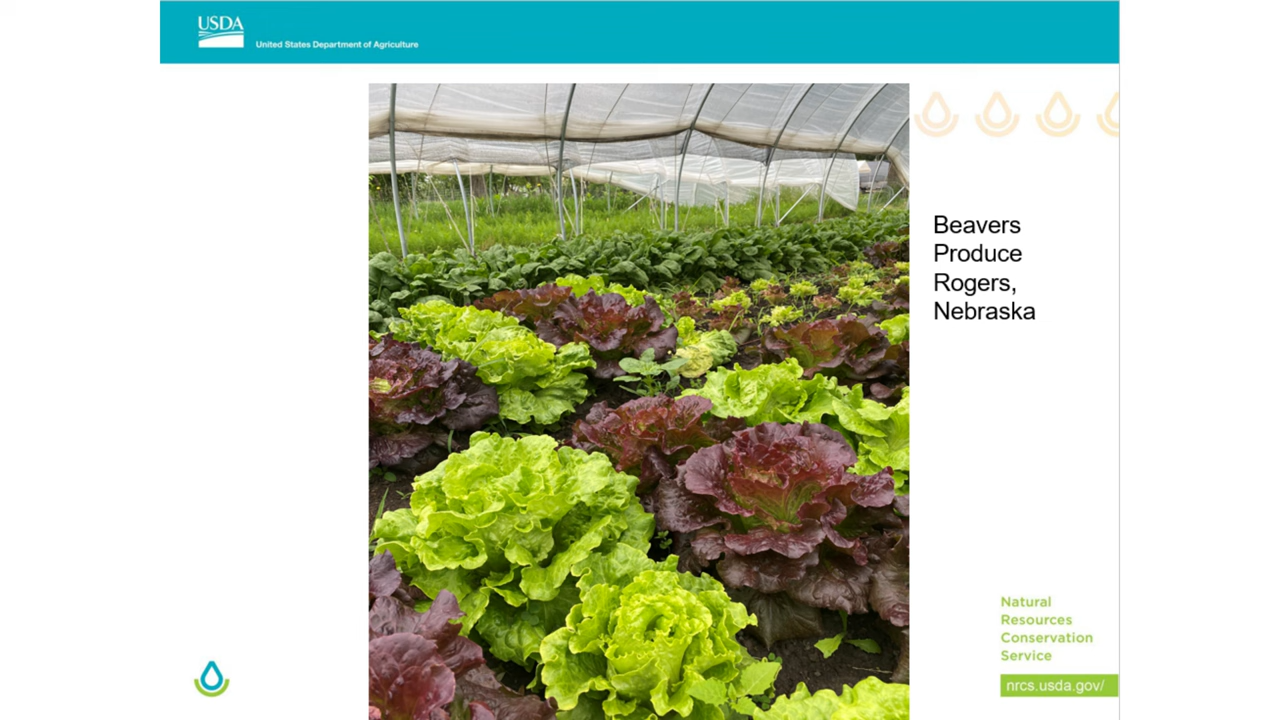 USDA
United States Department of Agriculture
Beavers
Produce
Rogers,
Nebraska
Natural
Resources
Conservation
Service
nrcs.usda.gov/